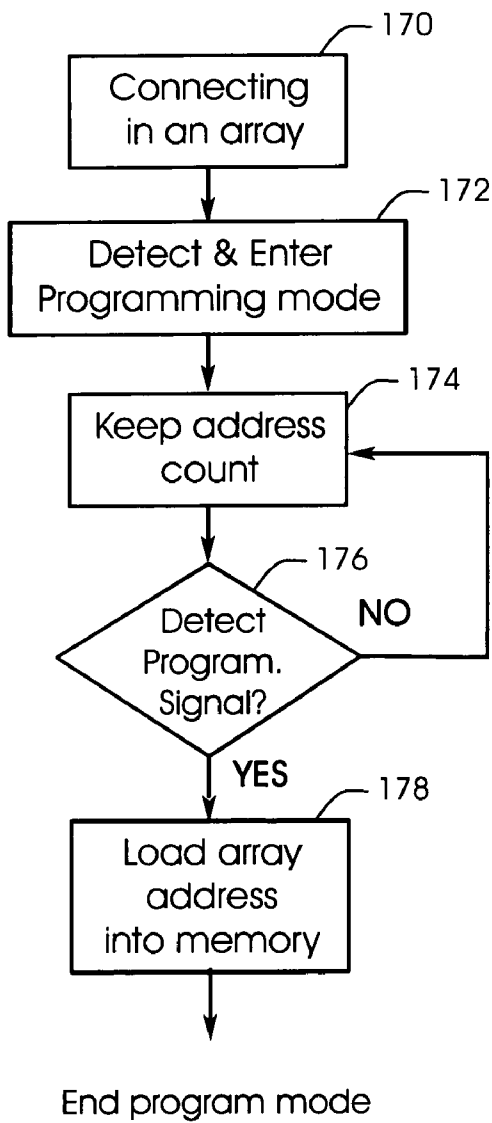 170
Connecting
in an array
172
Detect & Enter
Programming mode
174
Keep address
count
176
Detect
Program.
Signal?
NO
YES
178
Load array
address
into memory
End program mode